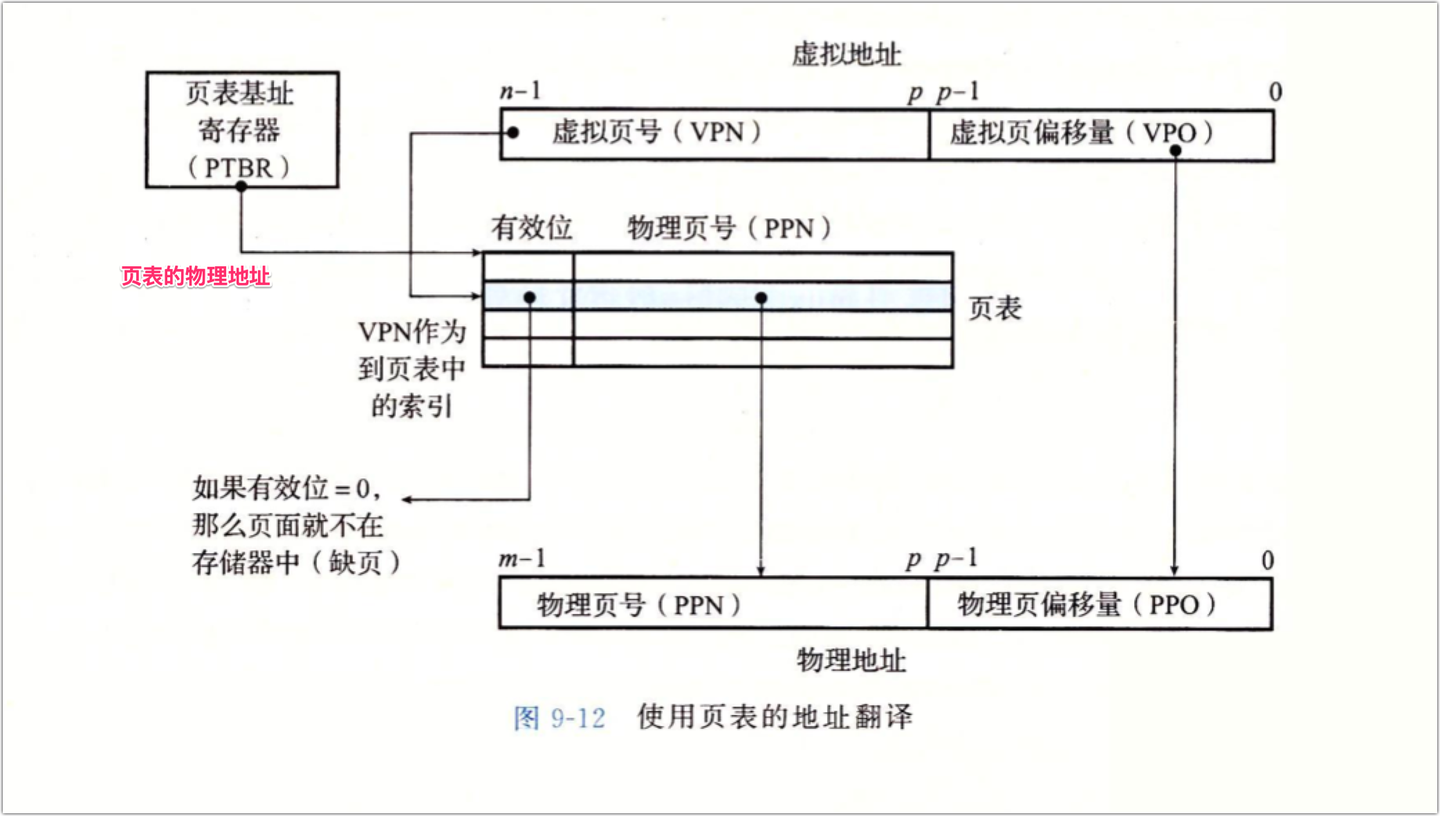 虚拟地址
页表基址
寄存器
（PTBR）
n-1
p p-1
0
虚拟页号（VPN）
虚拟页偏移量（VPO）
有效位
物理页号（PPN）
页表的物理地址
页表
VPN作为
到页表中
的索引
如果有效位=0，
那么页面就不在
存储器中（缺页）
m-1
p p-1
0
物理页号（PPN）
物理页偏移量（PPO）
物理地址
图 9-12 使用页表的地址翻译